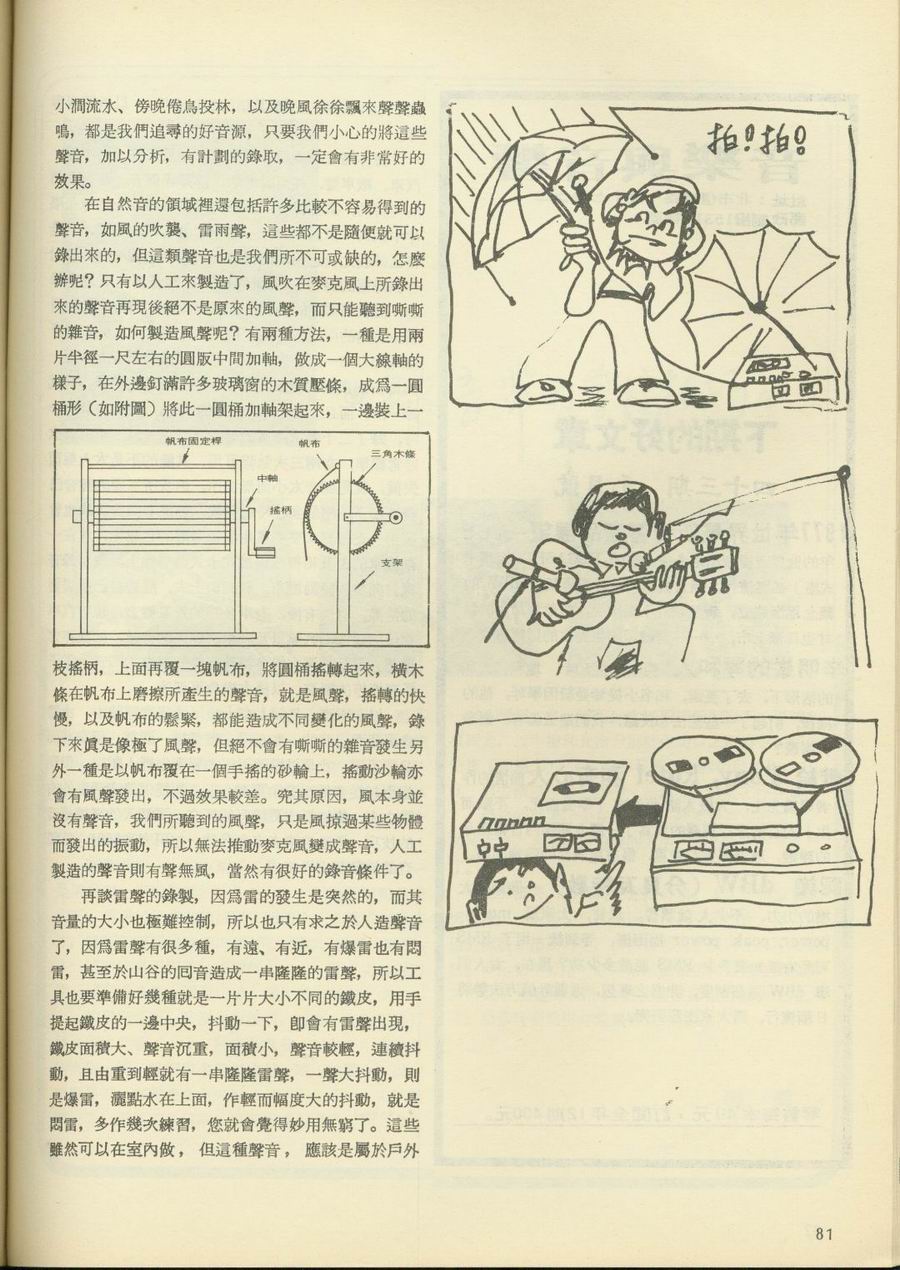 小澗流水、傍晚倦鳥投林，以及晚風徐徐飄來聲聲蟲
鳴，都是我們追尋的好音源，只要我們小心的將這些
聲音，加以分析，有計劃的錄取，一定會有非常好的
效果。
在自然音的領域裡還包括許多比較不容易得到的
聲音，如風的吹襲、雷雨聲，這些都不是隨便就可以
錄出來的，但這類聲音也是我們所不可或缺的，怎麼
辦呢？只有以人工來製造了，風吹在麥克風上所錄出
來的聲音再現後絕不是原來的風聲，而只能聽到嘶嘶
的雜音，如何製造風聲呢？有兩種方法，一種是用兩
片半徑一尺左右的圓版中間加軸，做成一個大線軸的
樣子，在外邊釘滿許多玻璃窗的木質壓條，成爲一圓
桶形（如附圖）將此一圓桶加軸架起來，一邊裝上一
帆布固定桿
帆布
三角木條
中軸
搖柄
支架
枝搖柄，上面再覆一塊帆布，將圓桶搖轉起來，橫木
條在帆布上磨擦所產生的聲音，就是風聲，搖轉的快
慢，以及帆布的鬆緊，都能造成不同變化的風聲，錄
下來眞是像極了風聲，但絕不會有嘶嘶的雜音發生另
外一種是以帆布覆在一個手搖的砂輪上，搖動沙輪亦
會有風聲發出，不過效果較差。究其原因，風本身並
沒有聲音，我們所聽到的風聲，只是風掠過某些物體
而發出的振動，所以無法推動麥克風變成聲音，人工
製造的聲音則有聲無風，當然有很好的錄音條件了。
再談雷聲的錄製，因爲雷的發生是突然的，而其
音量的大小也極難控制，所以也只有求之於人造聲音
了，因爲雷聲有很多種，有遠、有近，有爆雷也有悶
雷，甚至於山谷的回音造成一串隆隆的雷聲，所以工
具也要準備好幾種就是一片片大小不同的鐵皮，用手
提起鐵皮的一邊中央，抖動一下，卽會有雷聲出現，
鐵皮面積大、聲音沉重，面積小，聲音較輕，連續抖
動，且由重到輕就有一串隆隆雷聲，一聲大抖動，則
是爆雷，灑點水在上面，作輕而幅度大的抖動，就是
悶雷，多作幾次練習，您就會覺得妙用無窮了。這些
雖然可以在室內做，但這種聲音，應該是屬於戶外
81